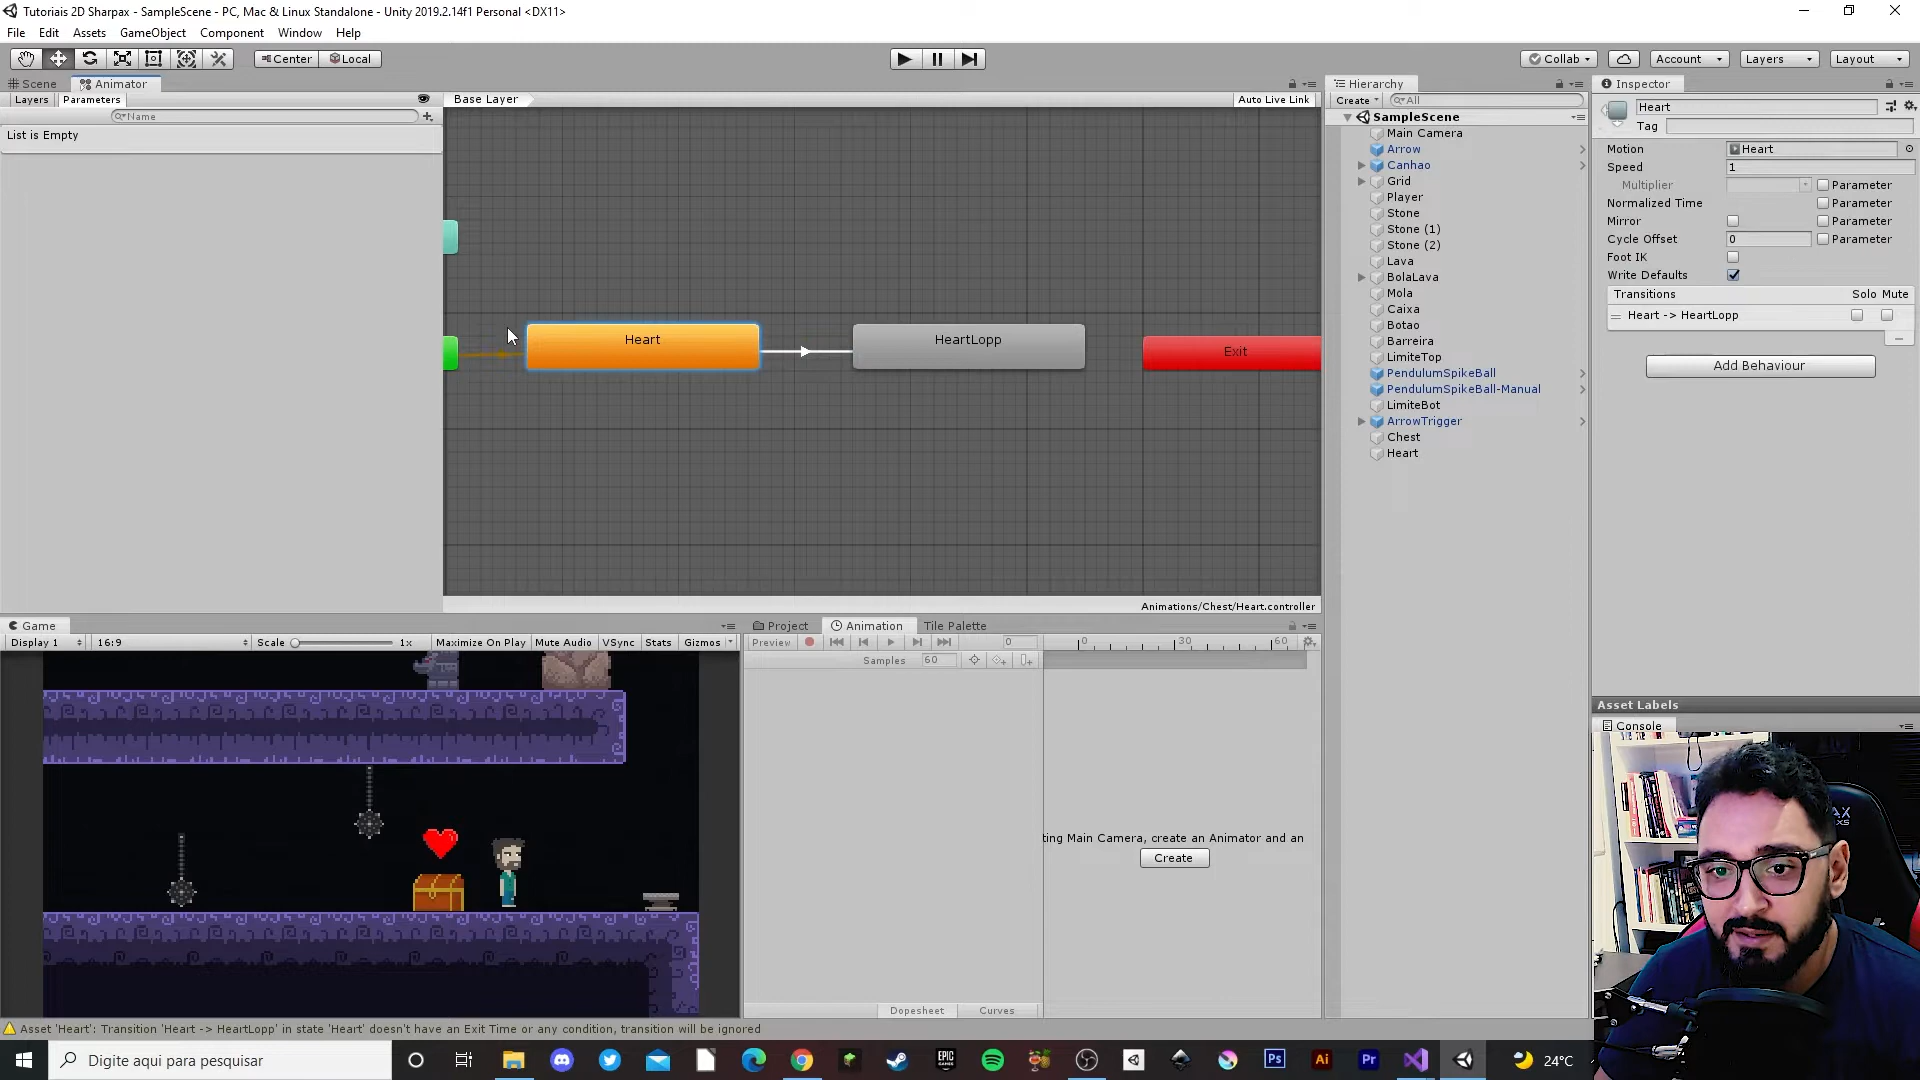 Tutoriais 2D Sharpax - SampleScene - PC, Mac & Linux Standalone - Unity 2019.2.14f1 Personal <DX11>
File Edit Assets GameObject Component Window Help
Center Local Collab Account Layers Layout
Scene Animator Hierarchy Inspector
Layers Parameters Base Layer Auto Live Link Create All
Name
List is Empty
Heart
HeartLopp
Exit
Animations/Chest/Heart.controller
SampleScene
Main Camera
Arrow
Canhao
Grid
Player
Stone
Stone (1)
Stone (2)
Lava
BolaLava
Mola
Caixa
Botao
Barreira
LimiteTop
PendulumSpikeBall
PendulumSpikeBall-Manual
LimiteBot
ArrowTrigger
Chest
Heart
Heart
Tag
Motion Heart
Speed 1
Multiplier Parameter
Normalized Time Parameter
Mirror Parameter
Cycle Offset 0 Parameter
Foot IK
Write Defaults
Transitions Solo Mute
Heart -> HeartLopp
Add Behaviour
Asset Labels
Console
Game
Display 1 16:9 Scale 1x Maximize On Play Mute Audio VSync Stats Gizmos
Project Animation Tile Palette
Preview 0 0 30 60
Samples 60
ting Main Camera, create an Animator and an
Create
Dopesheet Curves
Asset 'Heart': Transition 'Heart -> HeartLopp' in state 'Heart' doesn't have an Exit Time or any condition, transition will be ignored
Digite aqui para pesquisar
EPIC GAMES Ps Ai Pr 24°C